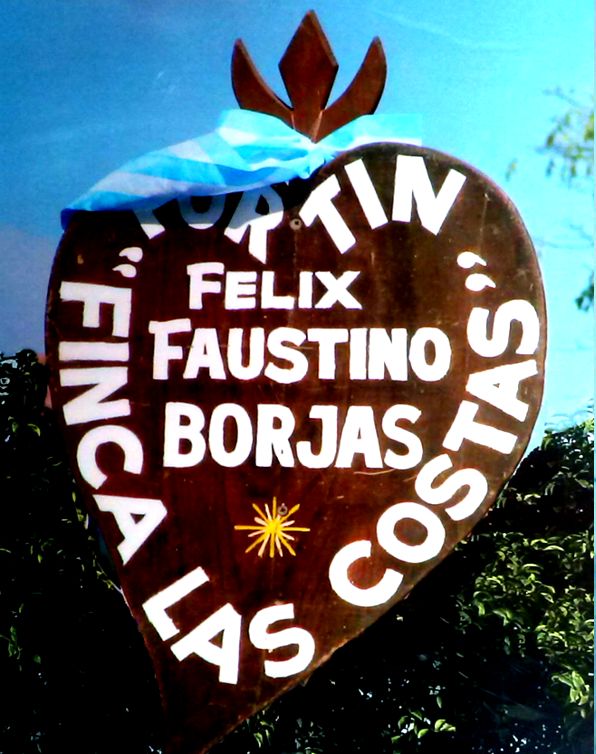 FORTIN
FELIX
FAUSTINO
BORJAS
"FINCA LAS COSTAS"